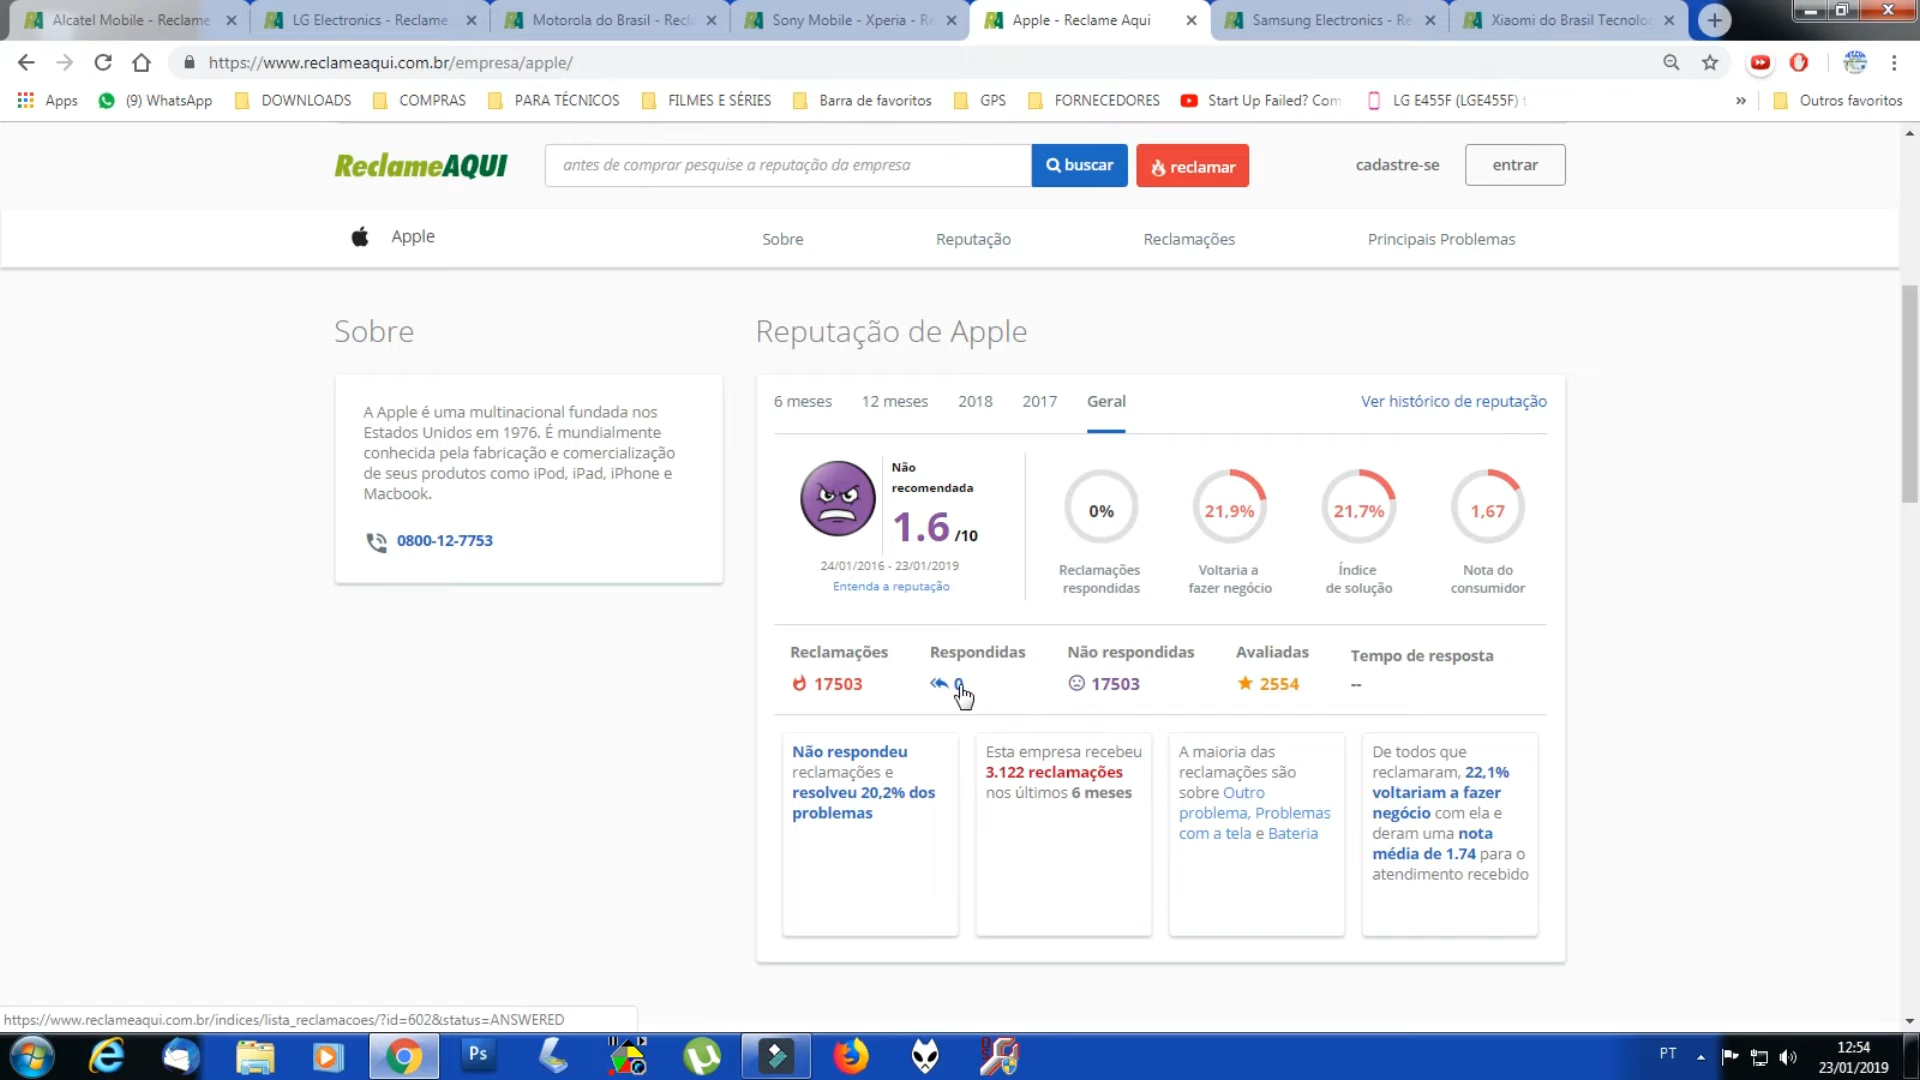 Alcatel Mobile - Reclame
LG Electronics - Reclame
Motorola do Brasil - Recl
Sony Mobile - Xperia - Re
Apple - Reclame Aqui
Samsung Electronics - Re
Xiaomi do Brasil Tecnolo
https://www.reclameaqui.com.br/empresa/apple/
Apps
(9) WhatsApp
DOWNLOADS
COMPRAS
PARA TÉCNICOS
FILMES E SÉRIES
Barra de favoritos
GPS
FORNECEDORES
Start Up Failed? Com
LG E455F (LGE455F) t
»
Outros favoritos
ReclameAQUI
antes de comprar pesquise a reputação da empresa
buscar
reclamar
cadastre-se
entrar
Apple
Sobre
Reputação
Reclamações
Principais Problemas
Sobre
A Apple é uma multinacional fundada nos
Estados Unidos em 1976. É mundialmente
conhecida pela fabricação e comercialização
de seus produtos como iPod, iPad, iPhone e
Macbook.
0800-12-7753
Reputação de Apple
6 meses
12 meses
2018
2017
Geral
Ver histórico de reputação
Não
recomendada
1.6 /10
24/01/2016 - 23/01/2019
Entenda a reputação
0%
Reclamações
respondidas
21,9%
Voltaria a
fazer negócio
21,7%
Índice
de solução
1,67
Nota do
consumidor
Reclamações
17503
Respondidas
0
Não respondidas
17503
Avaliadas
2554
Tempo de resposta
--
Não respondeu
reclamações e
resolveu 20,2% dos
problemas
Esta empresa recebeu
3.122 reclamações
nos últimos 6 meses
A maioria das
reclamações são
sobre Outro
problema, Problemas
com a tela e Bateria
De todos que
reclamaram, 22,1%
voltariam a fazer
negócio com ela e
deram uma nota
média de 1.74 para o
atendimento recebido
https://www.reclameaqui.com.br/indices/lista_reclamacoes/?id=602&status=ANSWERED
Ps
PT
12:54
23/01/2019